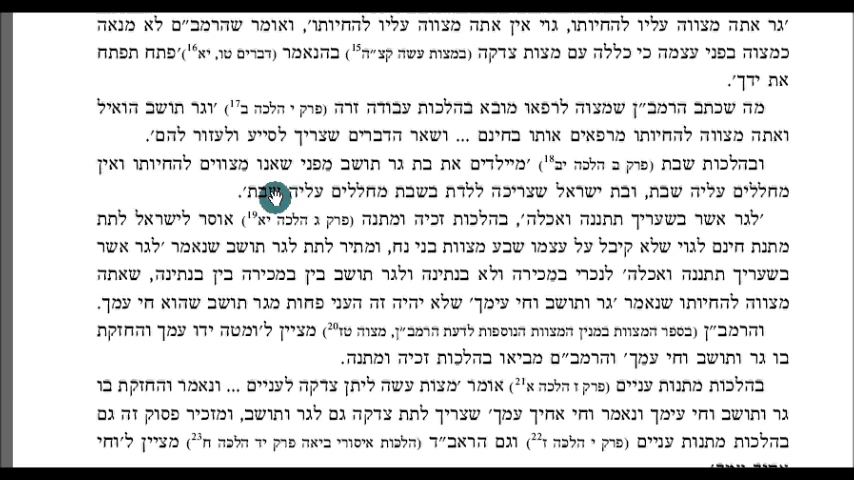 'גר אתה מצווה עליו להחיותו, גוי אין אתה מצווה עליו להחיותו', ואומר שהרמב״ם לא מנאה
כמצוה בפני עצמה כי כללה עם מצות צדקה (במצות עשה קצ״ה15) בהנאמר (דברים טו, יא16)'פתח תפתח
את ידך'.
מה שכתב הרמב״ן שמצוה לרפאו מובא בהלכות עבודה זרה (פרק י הלכה ב17) 'וגר תושב הואיל
ואתה מצווה להחיותו מרפאים אותו בחינם ... ושאר הדברים שצריך לסייע ולעזור להם'.
ובהלכות שבת (פרק ב הלכה יב18) 'מיילדים את בת גר תושב מפני שאנו מצווים להחיותו ואין
מחללים עליה שבת, ובת ישראל שצריכה ללדת בשבת מחללים עליה שבת'.
'לגר אשר בשעריך תתננה ואכלה', בהלכות זכיה ומתנה (פרק ג הלכה יא19) אוסר לישראל לתת
מתנת חינם לגוי שלא קיבל על עצמו שבע מצוות בני נח, ומתיר לתת לגר תושב שנאמר 'לגר אשר
בשעריך תתננה ואכלה' לנכרי במכירה ולא בנתינה ולגר תושב בין במכירה בין בנתינה, שאתה
מצווה להחיותו שנאמר 'גר ותושב וחי עימך' שלא יהיה זה העני פחות מגר תושב שהוא חי עמך.
והרמב״ן (בספר המצוות במנין המצוות הנוספות לדעת הרמב״ן, מצוה טז20) מציין ל'ומטה ידו עמך והחזקת
בו גר ותושב וחי עמך' והרמב״ם מביאו בהלכות זכיה ומתנה.
בהלכות מתנות עניים (פרק ז הלכה א21) אומר 'מצות עשה ליתן צדקה לעניים ... ונאמר והחזקת בו
גר ותושב וחי עימך ונאמר וחי אחיך עמך' שצריך לתת צדקה גם לגר ותושב, ומזכיר פסוק זה גם
בהלכות מתנות עניים (פרק י הלכה ז22) וגם הראב״ד (הלכות איסורי ביאה פרק יד הלכה ח23) מציין ל'וחי